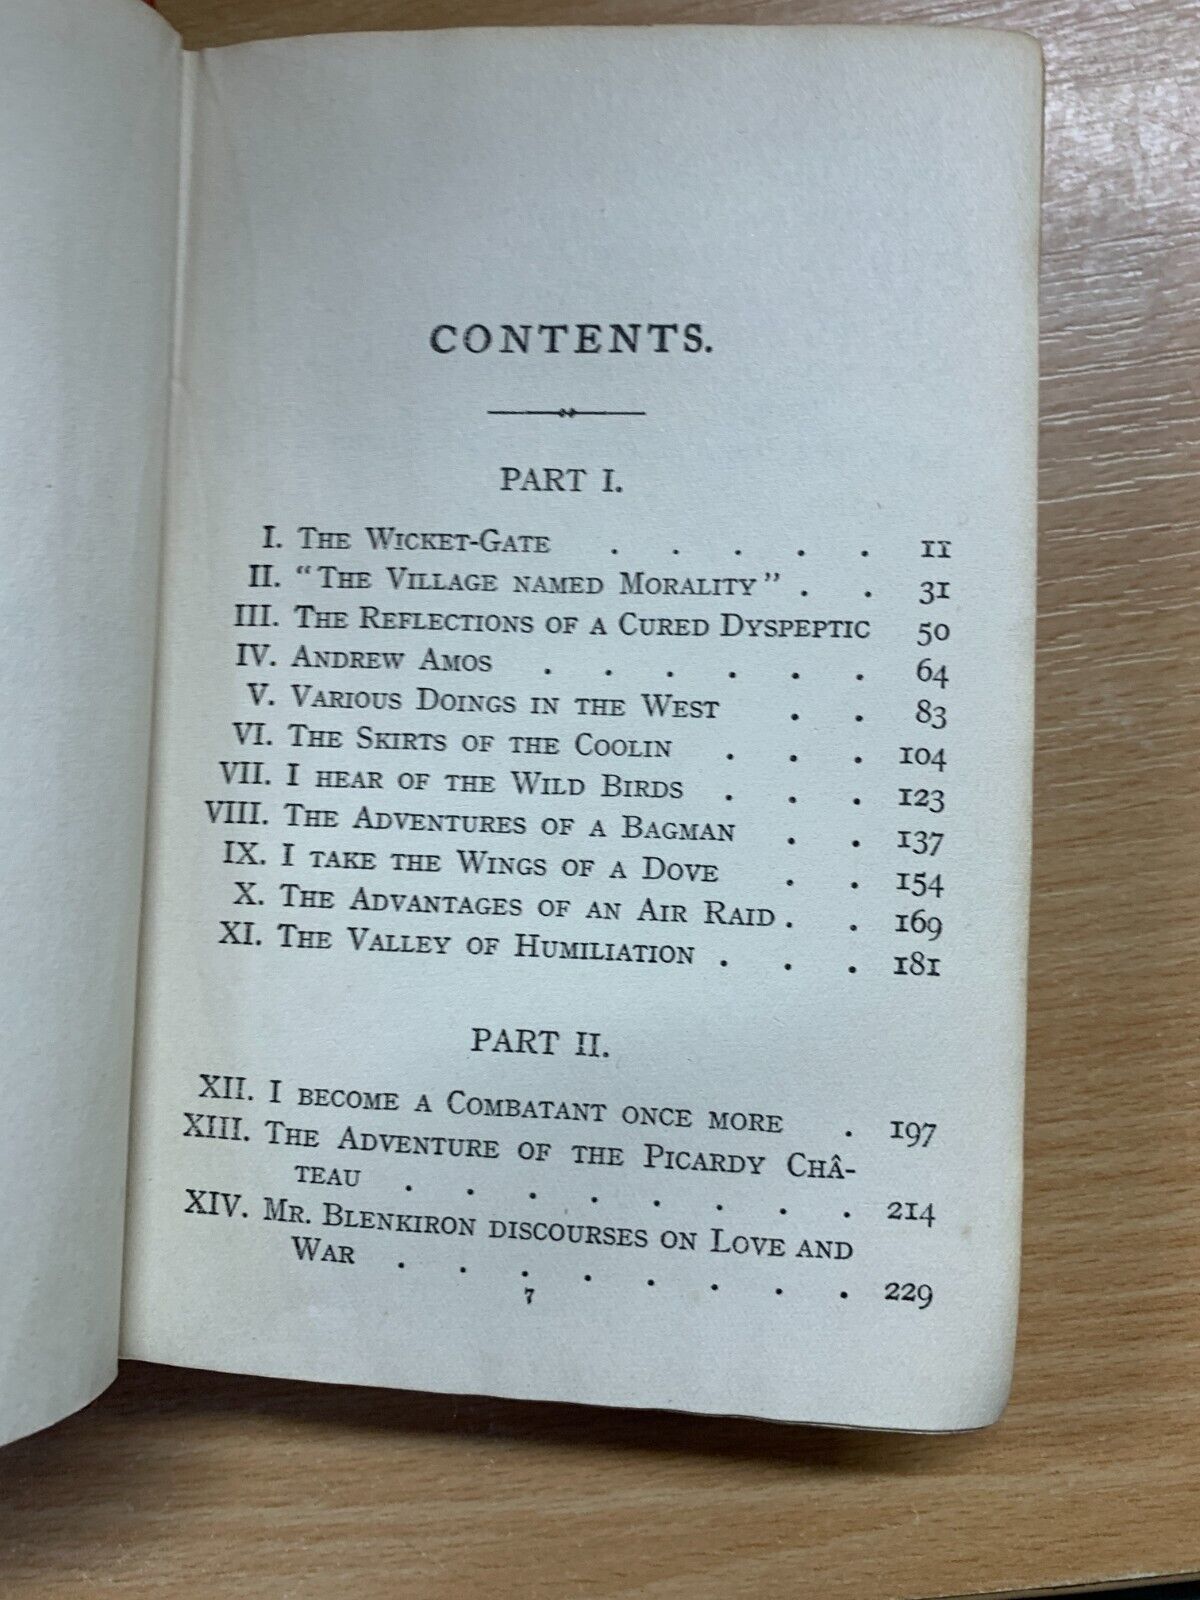 CONTENTS.
PART I.
I. THE WICKET-GATE . . . . . 11
II. "THE VILLAGE NAMED MORALITY" . . 31
III. THE REFLECTIONS OF A CURED DYSPEPTIC 50
IV. ANDREW AMOS . . . . . . 64
V. VARIOUS DOINGS IN THE WEST . . 83
VI. THE SKIRTS OF THE COOLIN . . . 104
VII. I HEAR OF THE WILD BIRDS . . . 123
VIII. THE ADVENTURES OF A BAGMAN . . 137
IX. I TAKE THE WINGS OF A DOVE . . 154
X. THE ADVANTAGES OF AN AIR RAID . . 169
XI. THE VALLEY OF HUMILIATION . . . 181
PART II.
XII. I BECOME A COMBATANT ONCE MORE . 197
XIII. THE ADVENTURE OF THE PICARDY CHÂ-
TEAU . . . . . . . . 214
XIV. MR. BLENKIRON DISCOURSES ON LOVE AND
WAR . . . . . . . . 229
7